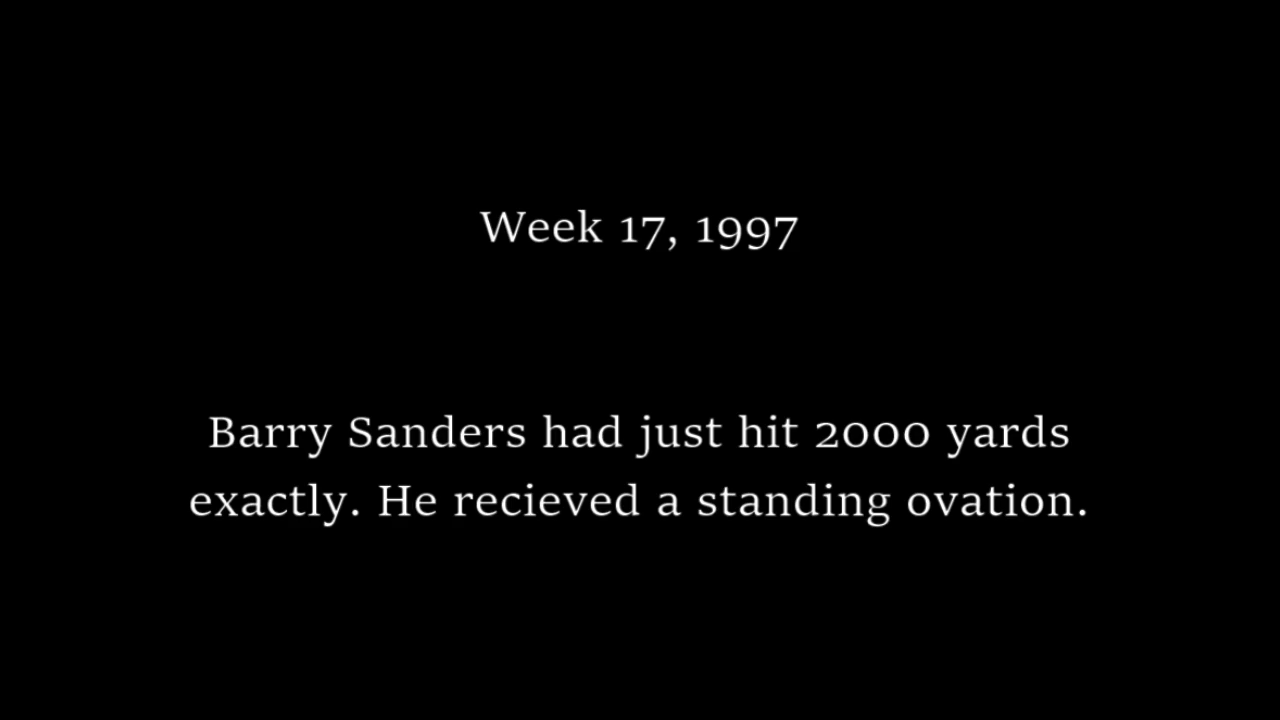 Week 17, 1997
Barry Sanders had just hit 2000 yards
exactly. He recieved a standing ovation.